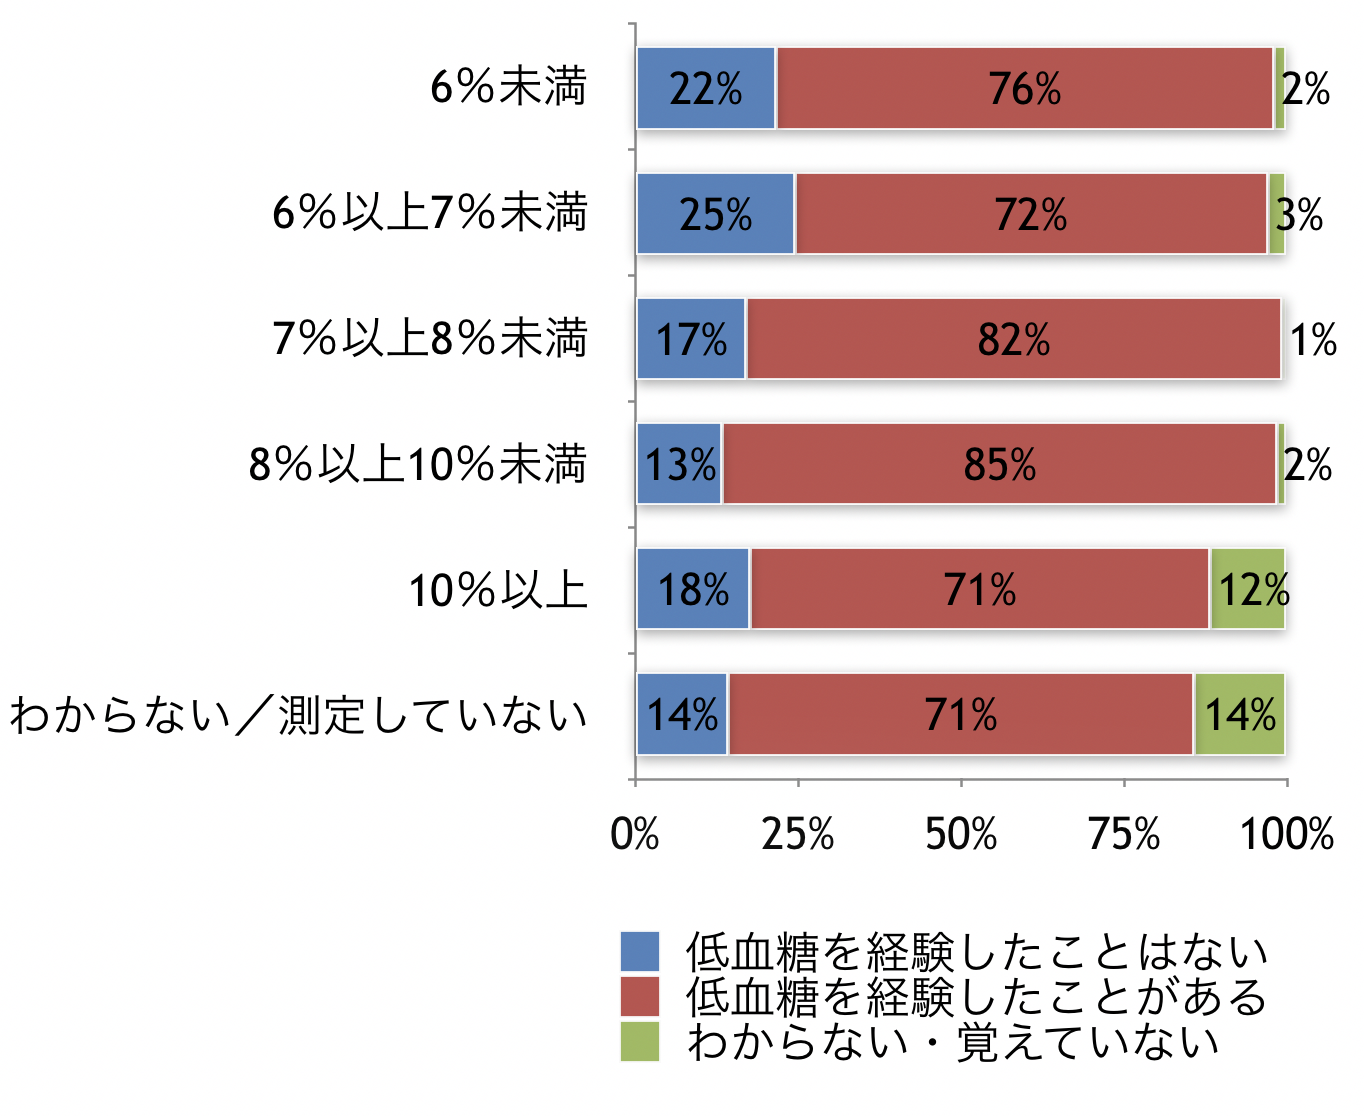 6%未満 22% 76% 2%
6%以上7%未満 25% 72% 3%
7%以上8%未満 17% 82% 1%
8%以上10%未満 13% 85% 2%
10%以上 18% 71% 12%
わからない／測定していない 14% 71% 14%
0% 25% 50% 75% 100%
低血糖を経験したことはない
低血糖を経験したことがある
わからない・覚えていない